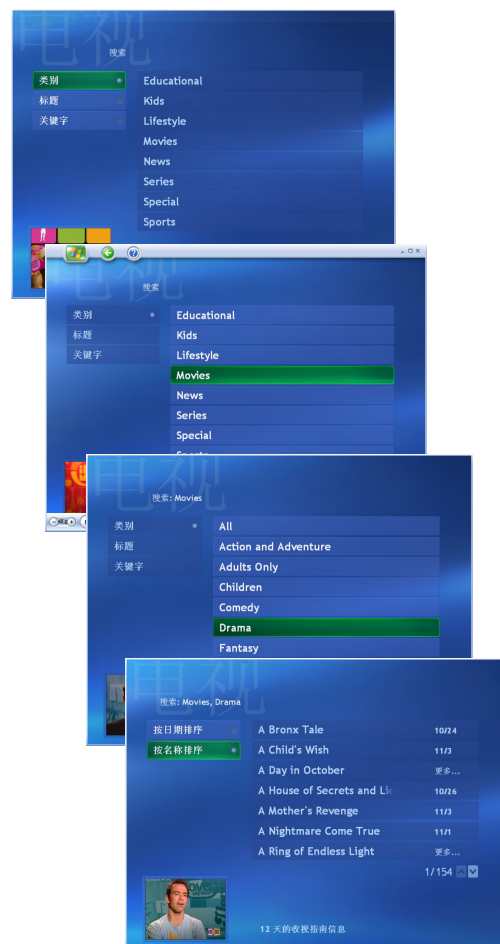 电视
搜索
类别
标题
关键字
Educational
Kids
Lifestyle
Movies
News
Series
Special
Sports
电视
搜索
类别
标题
关键字
Educational
Kids
Lifestyle
Movies
News
Series
Special
电视
搜索: Movies
类别
标题
关键字
All
Action and Adventure
Adults Only
Children
Comedy
Drama
Fantasy
电视
搜索: Movies, Drama
按日期排序
按名称排序
A Bronx Tale 10/24
A Child's Wish 11/3
A Day in October 更多...
A House of Secrets and Lie 10/26
A Mother's Revenge 11/3
A Nightmare Come True 11/1
A Ring of Endless Light 更多...
1/154
12 天的收视指南信息